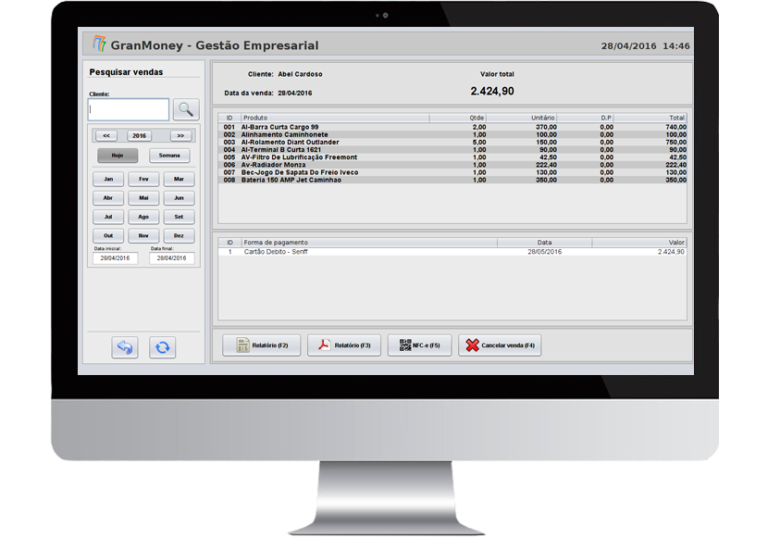 GranMoney - Gestão Empresarial
28/04/2016 14:46
Pesquisar vendas
Cliente:
<< 2016 >>
Hoje Semana
Jan Fev Mar
Abr Mai Jun
Jul Ago Set
Out Nov Dez
Data inicial: Data final:
28/04/2016 28/04/2016
Cliente: Abel Cardoso
Valor total
Data da venda: 28/04/2016
2.424,90
ID Produto Qtde Unitário D.P Total
001 Al-Barra Curta Cargo 99 2,00 370,00 0,00 740,00
002 Alinhamento Caminhonete 1,00 100,00 0,00 100,00
003 Al-Rolamento Diant Outlander 5,00 150,00 0,00 750,00
004 Al-Terminal B Curta 1621 1,00 90,00 0,00 90,00
005 AV-Filtro De Lubrificação Freemont 1,00 42,50 0,00 42,50
006 Av-Radiador Monza 1,00 222,40 0,00 222,40
007 Bec-Jogo De Sapata Do Freio Iveco 1,00 130,00 0,00 130,00
008 Bateria 150 AMP Jet Caminhao 1,00 350,00 0,00 350,00
ID Forma de pagamento Data Valor
1 Cartão Debito - Senff 28/05/2016 2.424,90
Relatório (F2) Relatório (F3) NFC-e (F5) Cancelar venda (F4)